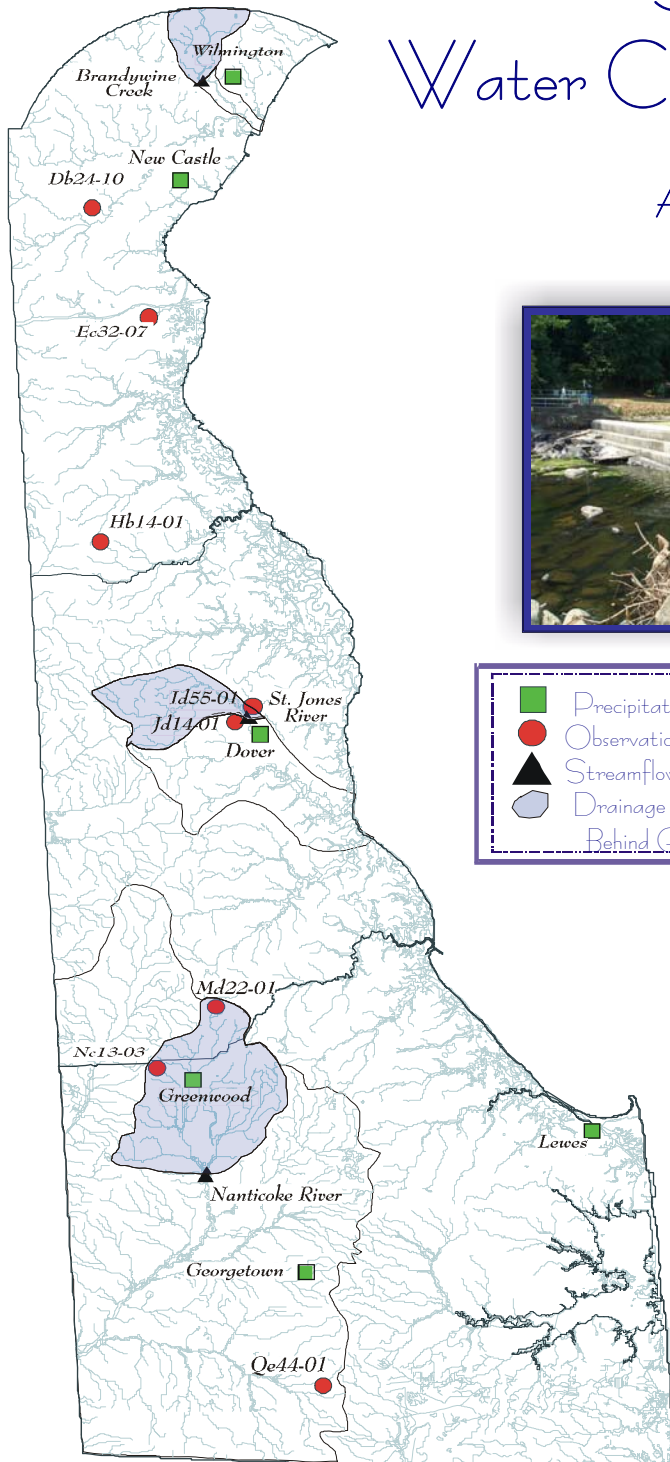 Water C
A
Wilmington
Brandywine
Creek
New Castle
Db24-10
Ec32-07
Hb14-01
Id55-01
St. Jones
River
Jd14-01
Dover
Precipitat
Observatio
Streamflow
Drainage
Behind G
Md22-01
Nc13-03
Greenwood
Lewes
Nanticoke River
Georgetown
Qe44-01